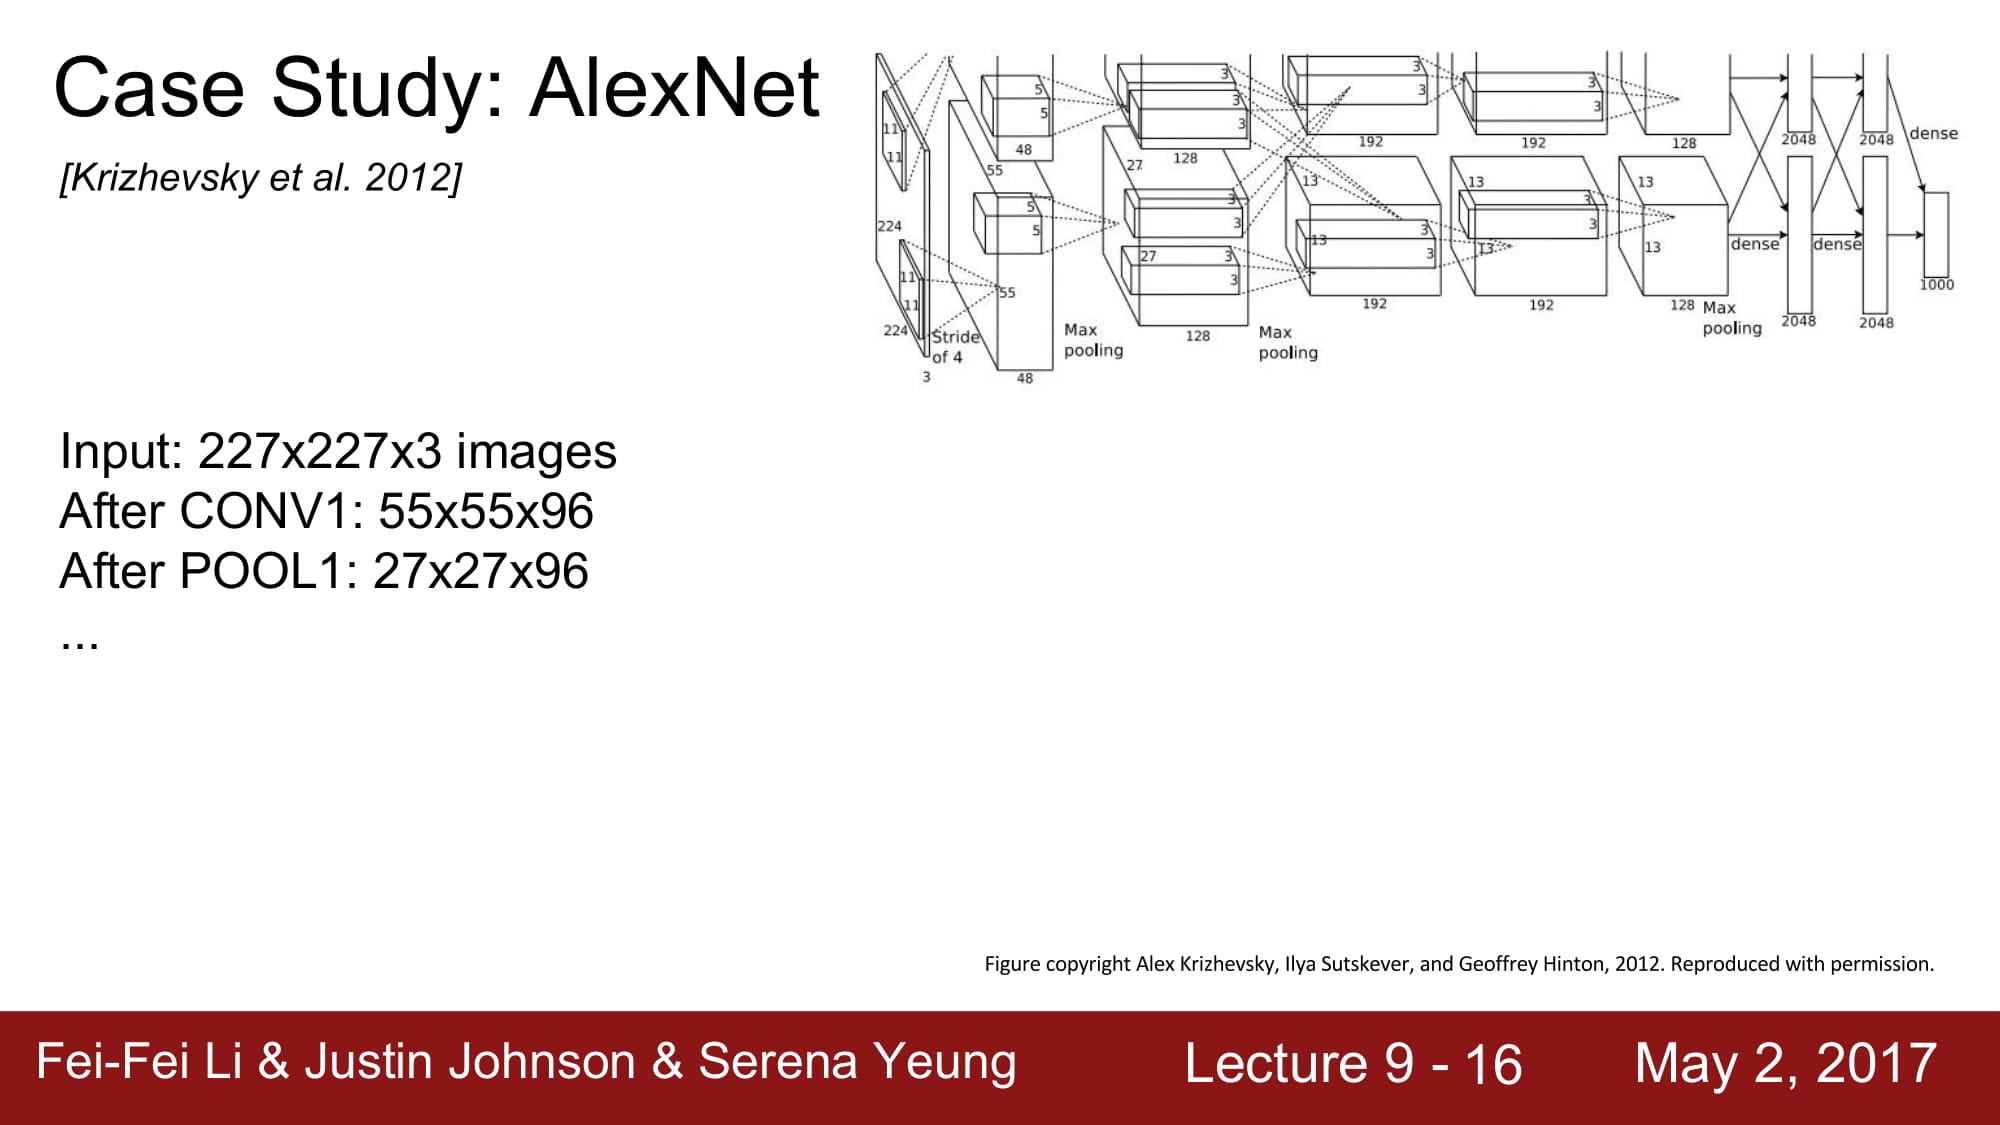 Case Study: AlexNet
[Krizhevsky et al. 2012]
11
11
224
11
11
224
3
Stride
of 4
5
5
48
55
5
5
55
48
Max
pooling
3
3
3
128
27
3
3
27
3
3
128
Max
pooling
3
3
192
13
13
3
3
192
3
3
192
13
3
3
13
192
128
13
13
128
Max
pooling
2048
2048
dense
dense
dense
2048
2048
1000
Input: 227x227x3 images
After CONV1: 55x55x96
After POOL1: 27x27x96
...
Figure copyright Alex Krizhevsky, Ilya Sutskever, and Geoffrey Hinton, 2012. Reproduced with permission.
Fei-Fei Li & Justin Johnson & Serena Yeung
Lecture 9 - 16
May 2, 2017